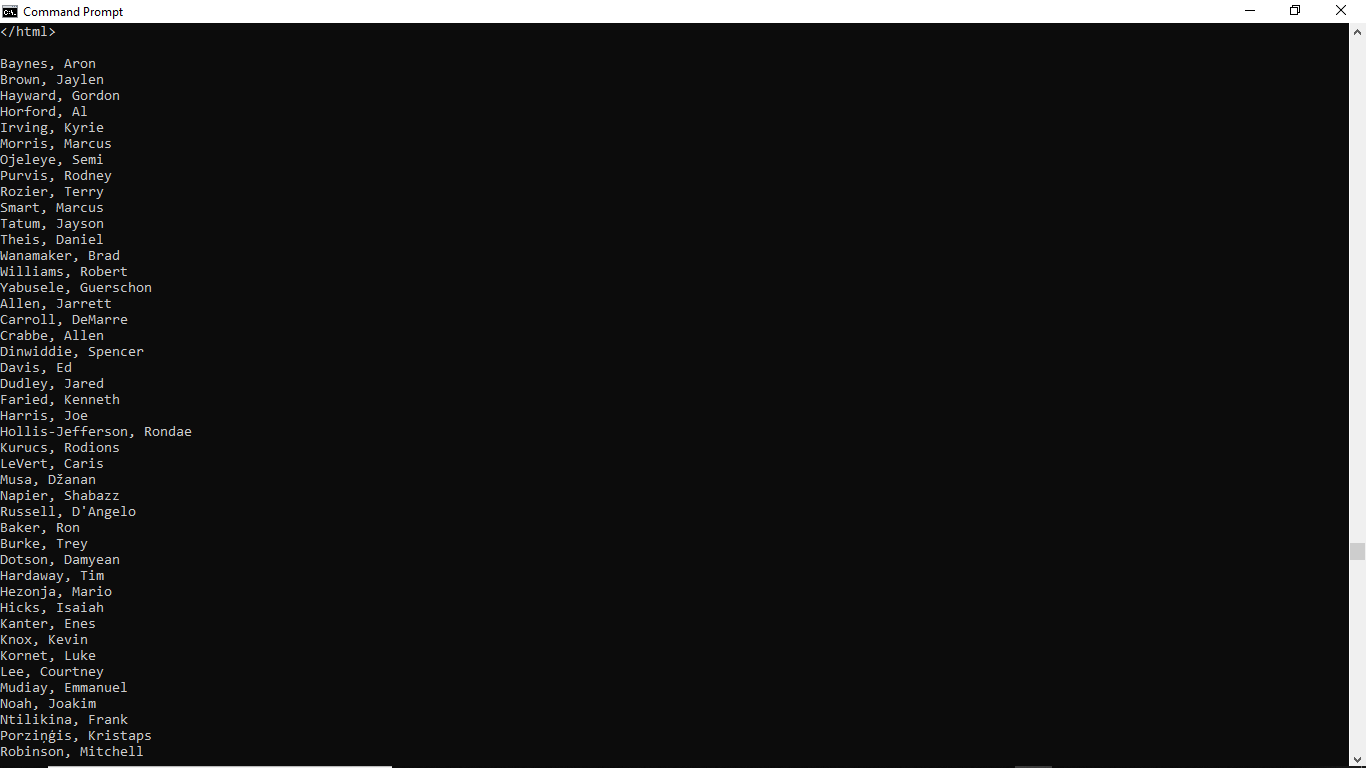 Command Prompt
</html>
Baynes, Aron
Brown, Jaylen
Hayward, Gordon
Horford, Al
Irving, Kyrie
Morris, Marcus
Ojeleye, Semi
Purvis, Rodney
Rozier, Terry
Smart, Marcus
Tatum, Jayson
Theis, Daniel
Wanamaker, Brad
Williams, Robert
Yabusele, Guerschon
Allen, Jarrett
Carroll, DeMarre
Crabbe, Allen
Dinwiddie, Spencer
Davis, Ed
Dudley, Jared
Faried, Kenneth
Harris, Joe
Hollis-Jefferson, Rondae
Kurucs, Rodions
LeVert, Caris
Musa, Džanan
Napier, Shabazz
Russell, D'Angelo
Baker, Ron
Burke, Trey
Dotson, Damyean
Hardaway, Tim
Hezonja, Mario
Hicks, Isaiah
Kanter, Enes
Knox, Kevin
Kornet, Luke
Lee, Courtney
Mudiay, Emmanuel
Noah, Joakim
Ntilikina, Frank
Porziņģis, Kristaps
Robinson, Mitchell